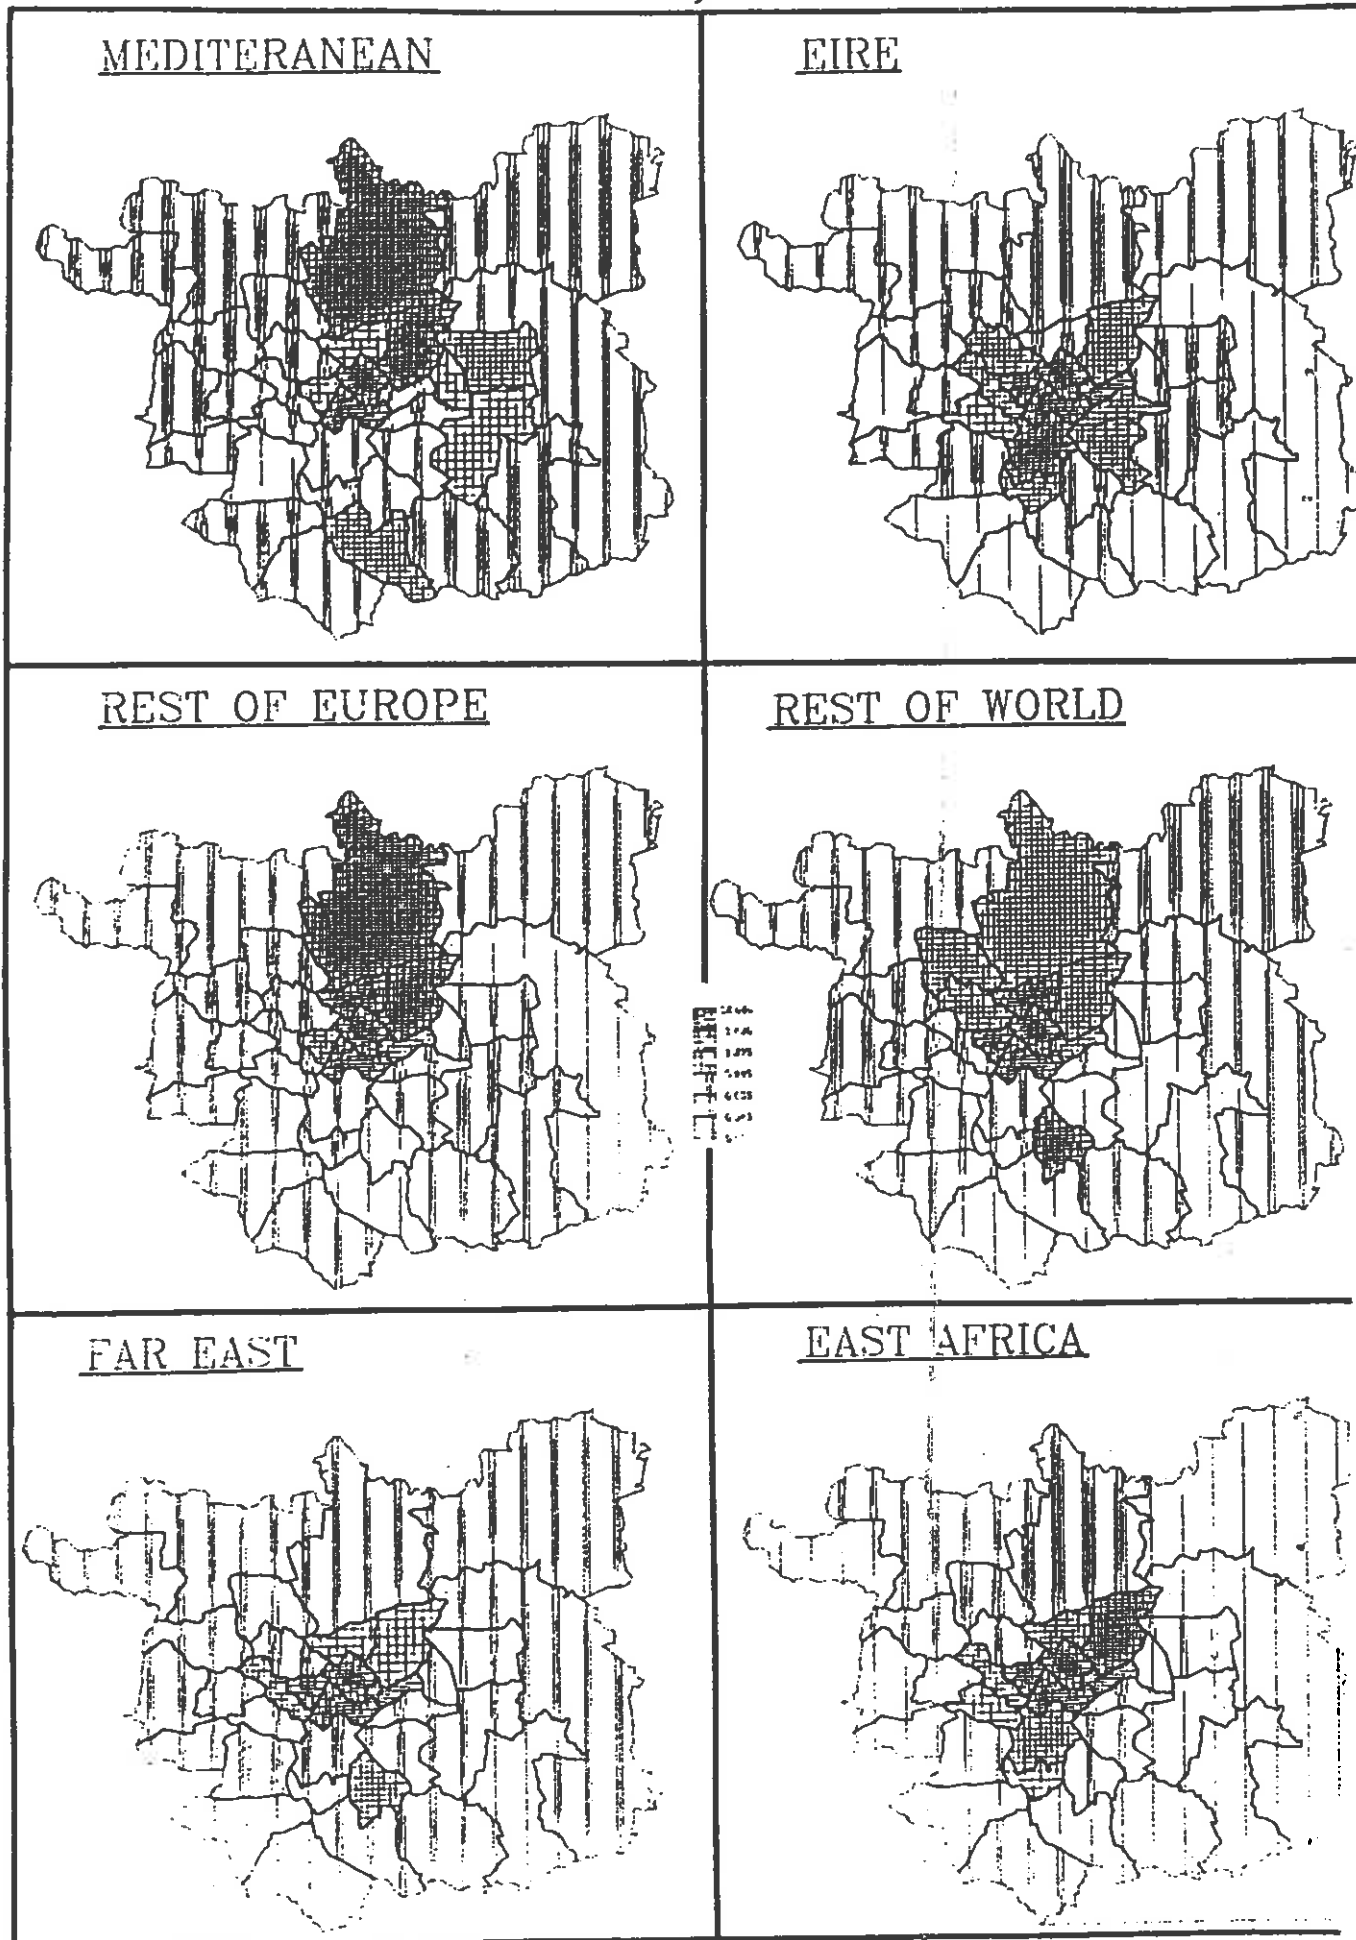 MEDITERANEAN
EIRE
REST OF EUROPE
REST OF WORLD
FAR EAST
EAST AFRICA